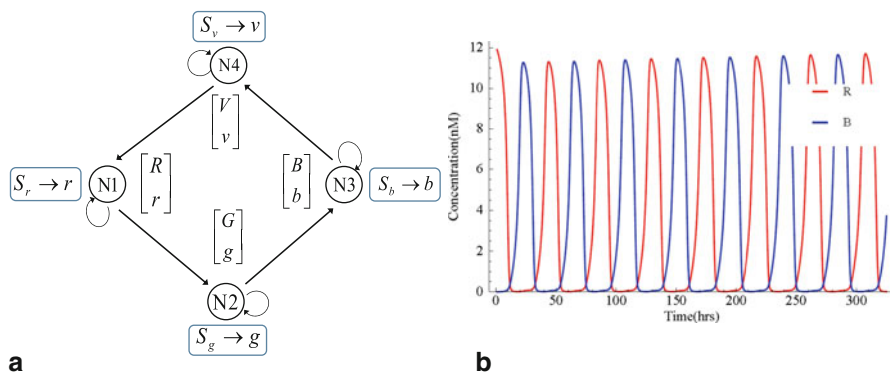 S_v → v
N4
[V v]
S_r → r
N1
[R r]
[B b]
N3
S_b → b
[G g]
N2
S_g → g
a
12
10
8
6
4
2
0
Concentration(nM)
R
B
0
50
100
150
200
250
300
Time(hrs)
b